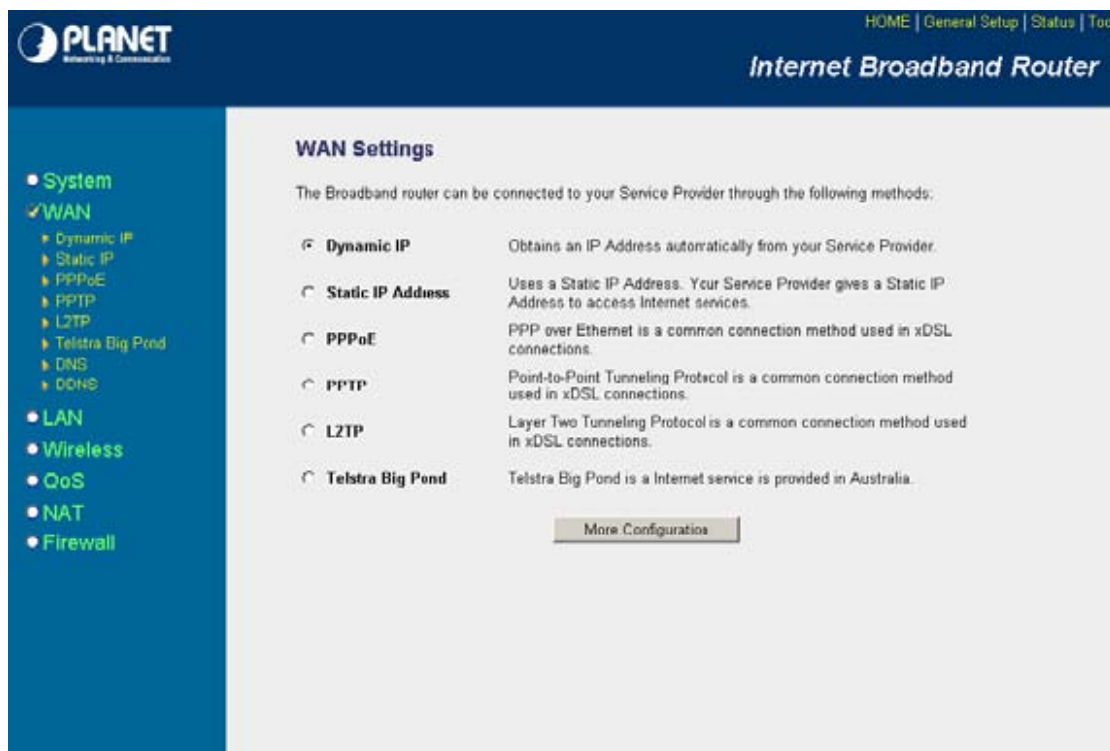 PLANET
Networking & Communication
HOME | General Setup | Status |
Internet Broadband Router
System
WAN
Dynamic IP
Static IP
PPPoE
PPTP
L2TP
Telstra Big Pond
DNS
DDNS
LAN
Wireless
QoS
NAT
Firewall
WAN Settings
The Broadband router can be connected to your Service Provider through the following methods:
Dynamic IP Obtains an IP Address automatically from your Service Provider.
Static IP Address Uses a Static IP Address. Your Service Provider gives a Static IP
Address to access Internet services.
PPPoE PPP over Ethernet is a common connection method used in xDSL
connections.
PPTP Point-to-Point Tunneling Protocol is a common connection method
used in xDSL connections.
L2TP Layer Two Tunneling Protocol is a common connection method used
in xDSL connections.
Telstra Big Pond Telstra Big Pond is a Internet service is provided in Australia.
More Configuration